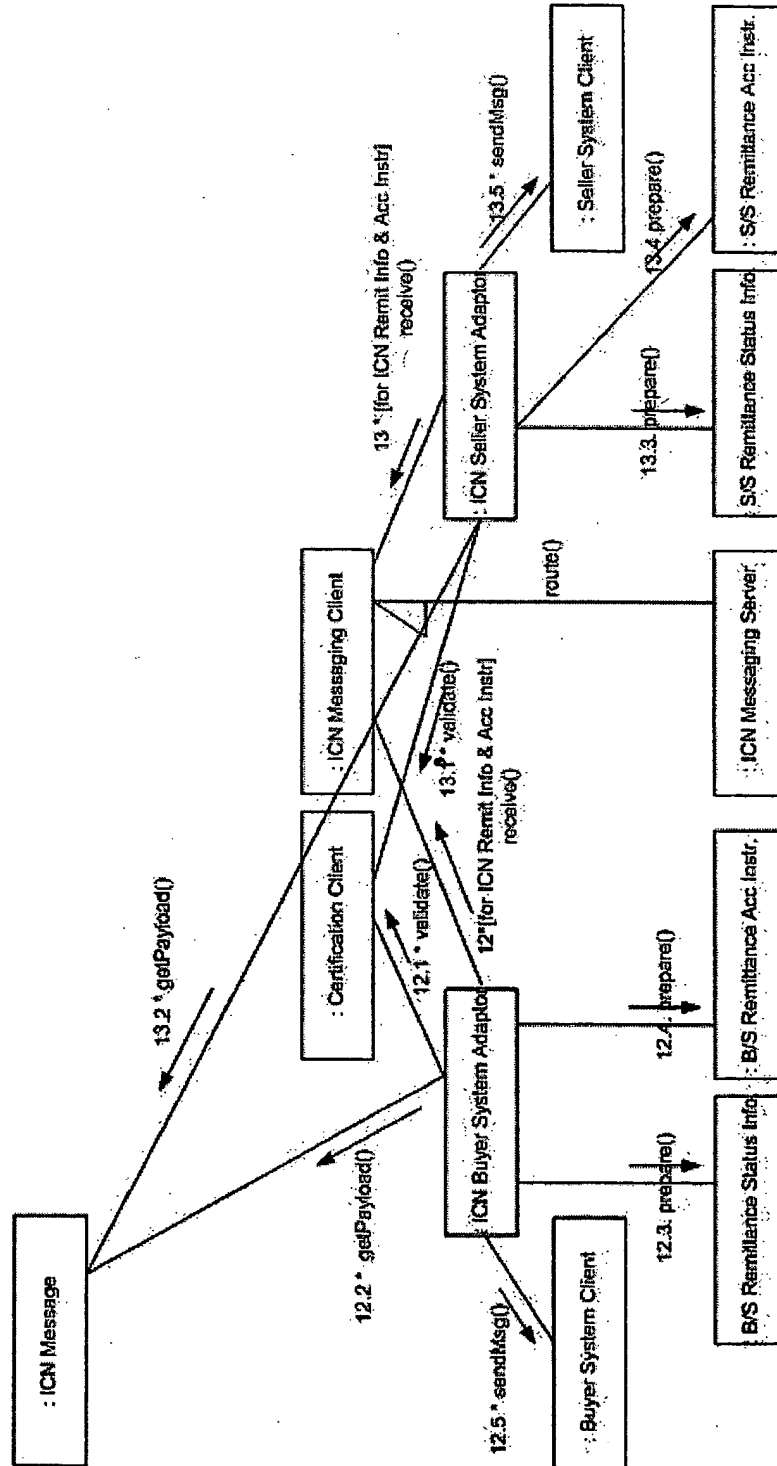 : ICN Message
13.2 * getPayload()
12.2 * getPayload()
: Certification Client
: ICN Messaging Client
13 * [for ICN Remit Info & Acc Instr]
receive()
12.1 * validate()
13.1 * validate()
12*[for ICN Remit Info & Acc Instr]
receive()
: ICN Buyer System Adaptor
: ICN Seller System Adaptor
13.5 * sendMsg()
12.5 * sendMsg()
: Buyer System Client
: Seller System Client
route()
12.3. prepare()
12.4. prepare()
13.3. prepare()
13.4 prepare()
: B/S Remittance Status Info.
: B/S Remittance Acc.Instr.
: ICN Messaging Server
: S/S Remittance Status Info.
: S/S Remittance Acc Instr.